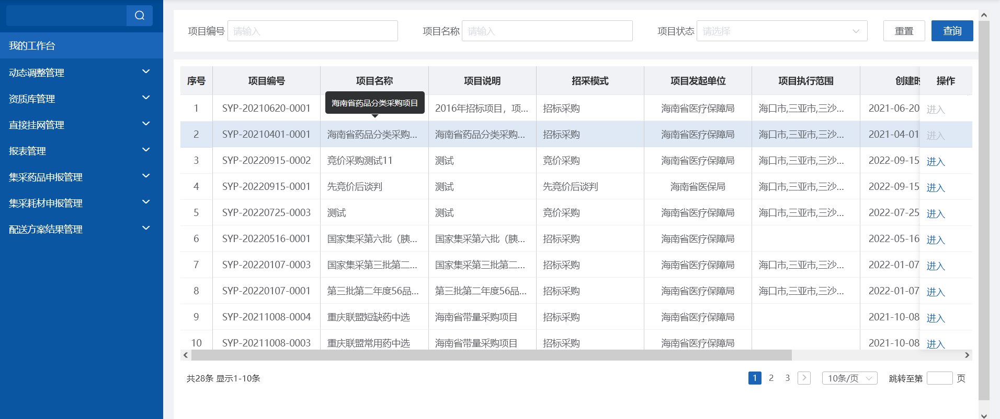 项目编号 请输入 项目名称 请输入 项目状态 请选择 重置 查询
我的工作台
动态调整管理
资质库管理
直接挂网管理
报表管理
集采药品申报管理
集采耗材申报管理
配送方案结果管理
序号 项目编号 项目名称 项目说明 招采模式 项目发起单位 项目执行范围 创建时 操作
海南省药品分类采购项目
1 SYP-20210620-0001 2016年招标项目，项... 招标采购 海南省医疗保障局 海口市,三亚市,三沙... 2021-06-20 进入
2 SYP-20210401-0001 海南省药品分类采购... 海南省药品分类采购... 招标采购 海南省医疗保障局 海口市,三亚市,三沙... 2021-04-01 进入
3 SYP-20220915-0002 竞价采购测试11 测试 竞价采购 海南省医疗保障局 海口市,三亚市,三沙... 2022-09-15 进入
4 SYP-20220915-0001 先竞价后谈判 测试 先竞价后谈判 海南省医保局 海口市,三亚市,三沙... 2022-09-15 进入
5 SYP-20220725-0003 测试 测试 竞价采购 海南省医疗保障局 海口市,三亚市,三沙... 2022-07-25 进入
6 SYP-20220516-0001 国家集采第六批（胰... 国家集采第六批（胰... 招标采购 海南省医疗保障局 2022-05-16 进入
7 SYP-20220107-0003 国家集采第三批第二... 国家集采第三批第二... 招标采购 海南省医疗保障局 海口市,三亚市,三沙... 2022-01-07 进入
8 SYP-20220107-0001 第三批第二年度56品... 第三批第二年度56品... 招标采购 海南省医疗保障局 海口市,三亚市,三沙... 2022-01-07 进入
9 SYP-20211008-0004 重庆联盟短缺药中选 海南省带量采购项目 招标采购 海南省医疗保障局 2021-10-08 进入
10 SYP-20211008-0003 重庆联盟常用药中选 海南省带量采购项目 招标采购 海南省医疗保障局 2021-10-08 进入
共28条 显示1-10条 1 2 3 10条/页 跳转至第 页